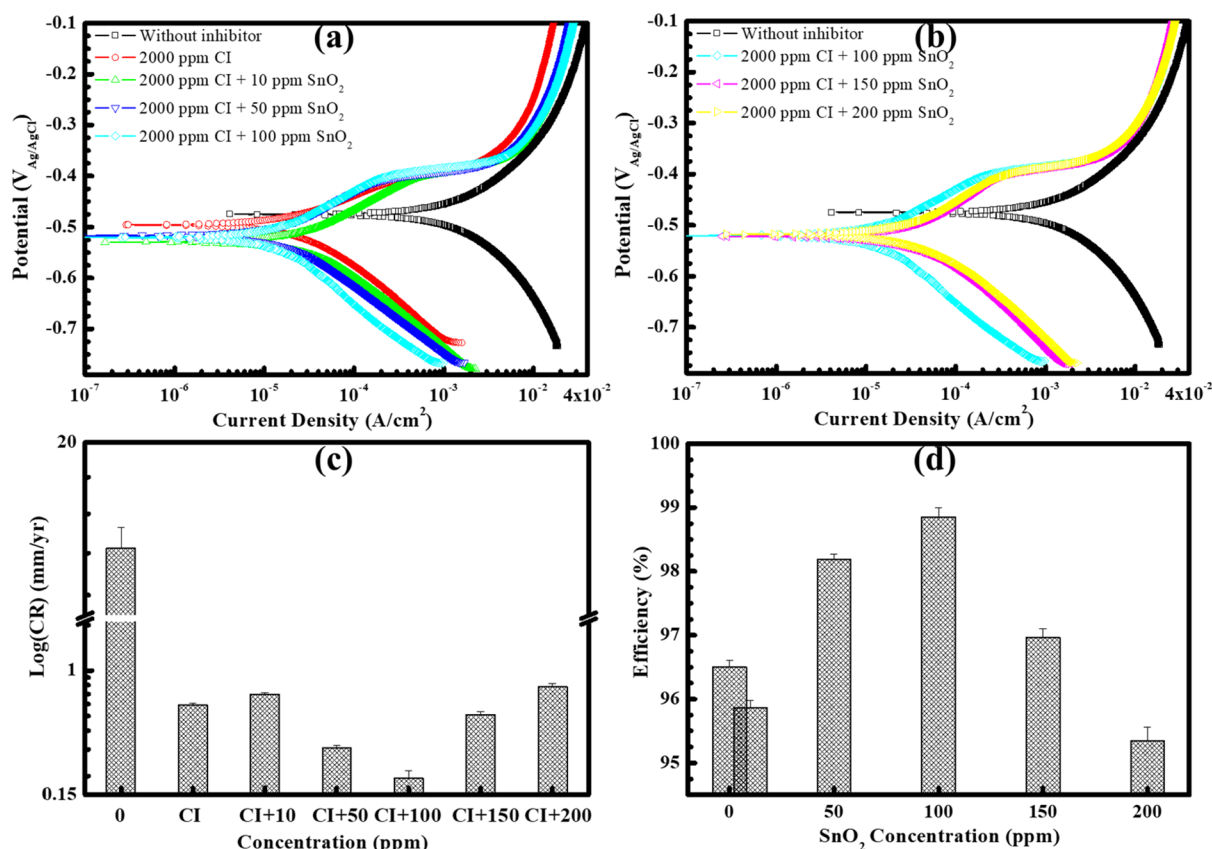 (a)
Without inhibitor
2000 ppm CI
2000 ppm CI + 10 ppm SnO₂
2000 ppm CI + 50 ppm SnO₂
2000 ppm CI + 100 ppm SnO₂
-0.1
-0.2
-0.3
-0.4
-0.5
-0.6
-0.7
Potential (V_Ag/AgCl)
10⁻⁷ 10⁻⁶ 10⁻⁵ 10⁻⁴ 10⁻³ 10⁻² 4x10⁻²
Current Density (A/cm²)
(b)
Without inhibitor
2000 ppm CI + 100 ppm SnO₂
2000 ppm CI + 150 ppm SnO₂
2000 ppm CI + 200 ppm SnO₂
-0.1
-0.2
-0.3
-0.4
-0.5
-0.6
-0.7
Potential (V_Ag/AgCl)
10⁻⁷ 10⁻⁶ 10⁻⁵ 10⁻⁴ 10⁻³ 10⁻² 4x10⁻²
Current Density (A/cm²)
(c)
20
1
0.15
Log(CR) (mm/yr)
0 CI CI+10 CI+50 CI+100 CI+150 CI+200
Concentration (ppm)
(d)
100
99
98
97
96
95
Efficiency (%)
0 50 100 150 200
SnO₂ Concentration (ppm)